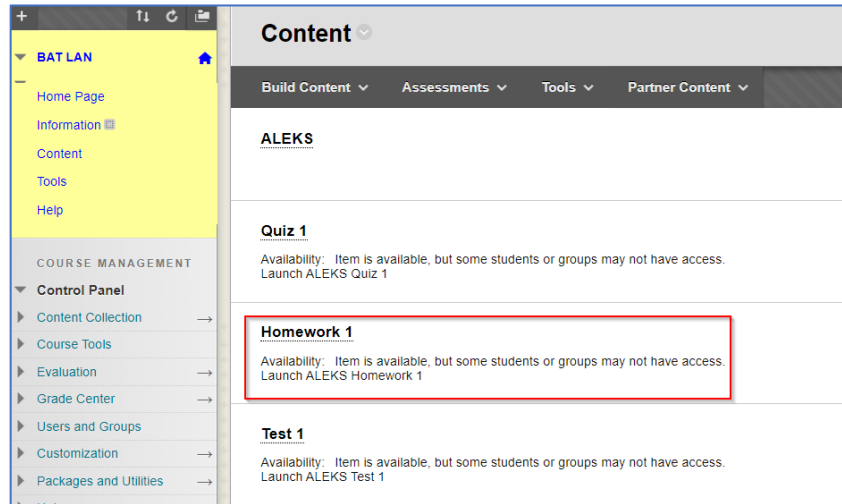 BAT LAN
Home Page
Information
Content
Tools
Help
COURSE MANAGEMENT
Control Panel
Content Collection
Course Tools
Evaluation
Grade Center
Users and Groups
Customization
Packages and Utilities
Content
Build Content
Assessments
Tools
Partner Content
ALEKS
Quiz 1
Availability: Item is available, but some students or groups may not have access.
Launch ALEKS Quiz 1
Homework 1
Availability: Item is available, but some students or groups may not have access.
Launch ALEKS Homework 1
Test 1
Availability: Item is available, but some students or groups may not have access.
Launch ALEKS Test 1